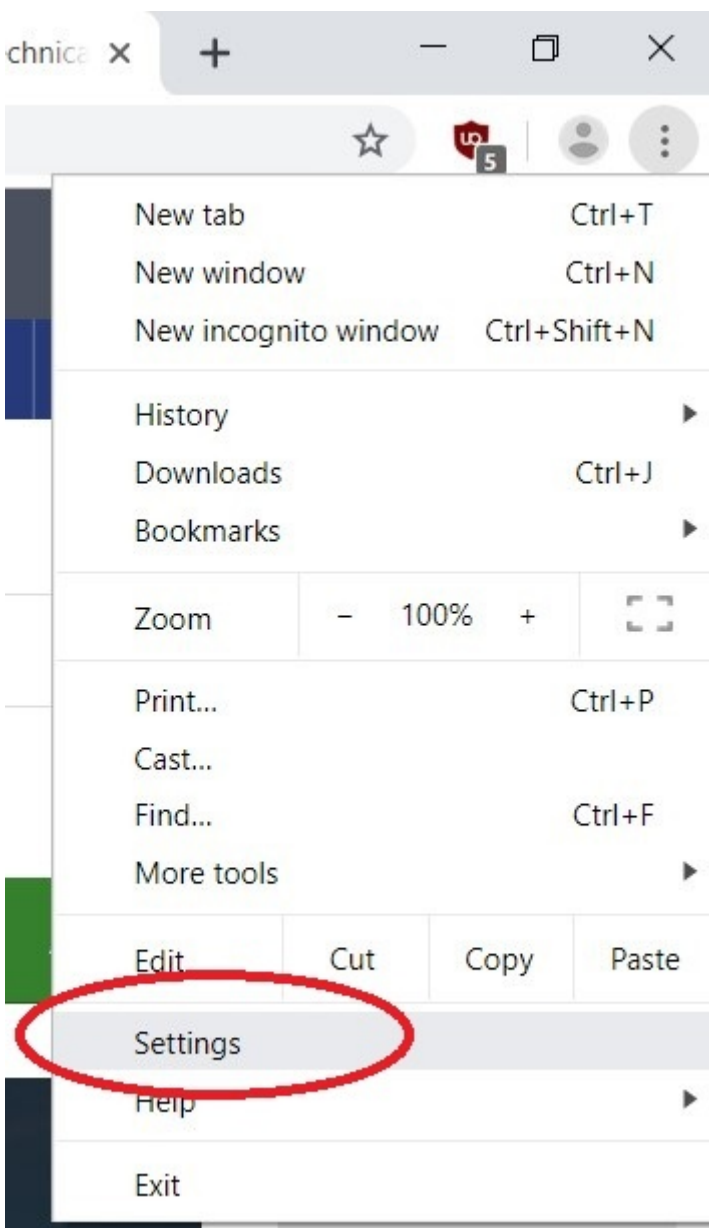 chnica
5
New tab Ctrl+T
New window Ctrl+N
New incognito window Ctrl+Shift+N
History
Downloads Ctrl+J
Bookmarks
Zoom - 100% +
Print... Ctrl+P
Cast...
Find... Ctrl+F
More tools
Edit Cut Copy Paste
Settings
Help
Exit